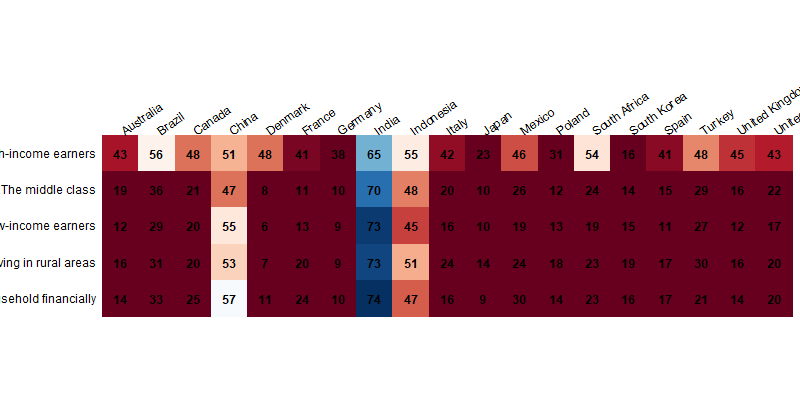 Australia Brazil Canada China Denmark France Germany India Indonesia Italy Japan Mexico Poland South Africa South Korea Spain Turkey United Kingdo Unite
h-income earners 43 56 48 51 48 41 38 65 55 42 23 46 31 54 16 41 48 45 43
The middle class 19 36 21 47 8 11 10 70 48 20 10 26 12 24 14 15 29 16 22
w-income earners 12 29 20 55 6 13 9 73 45 16 10 19 13 19 15 11 27 12 17
ving in rural areas 16 31 20 53 7 20 9 73 51 24 14 24 18 23 19 17 30 16 20
sehold financially 14 33 25 57 11 24 10 74 47 16 9 30 14 23 16 17 21 14 20